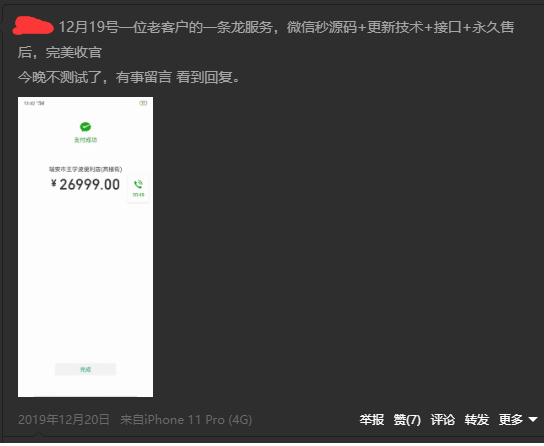 12月19号一位老客户的一条龙服务，微信秒源码+更新技术+接口+永久售
后，完美收官
今晚不测试了，有事留言 看到回复。
支付成功
¥26999.00
完成
2019年12月20日 来自iPhone 11 Pro (4G)
举报 赞(7) 评论 转发 更多